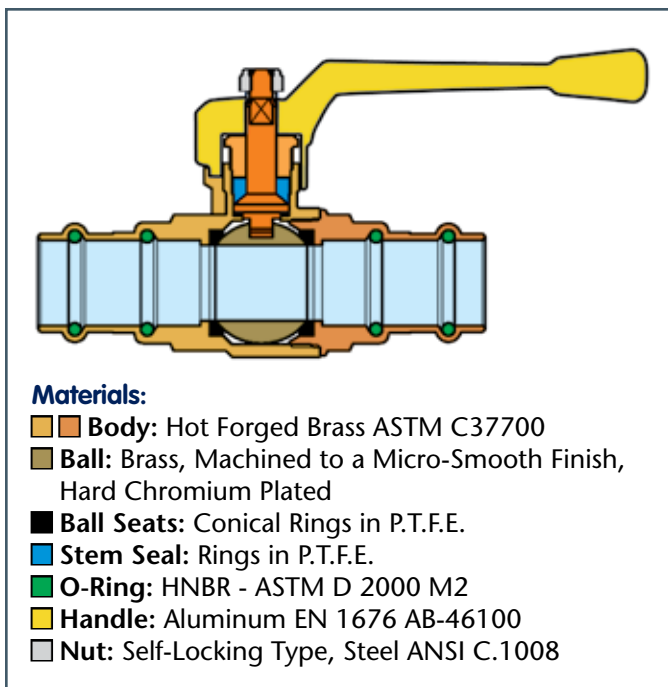 Materials:
Body: Hot Forged Brass ASTM C37700
Ball: Brass, Machined to a Micro-Smooth Finish,
Hard Chromium Plated
Ball Seats: Conical Rings in P.T.F.E.
Stem Seal: Rings in P.T.F.E.
O-Ring: HNBR - ASTM D 2000 M2
Handle: Aluminum EN 1676 AB-46100
Nut: Self-Locking Type, Steel ANSI C.1008